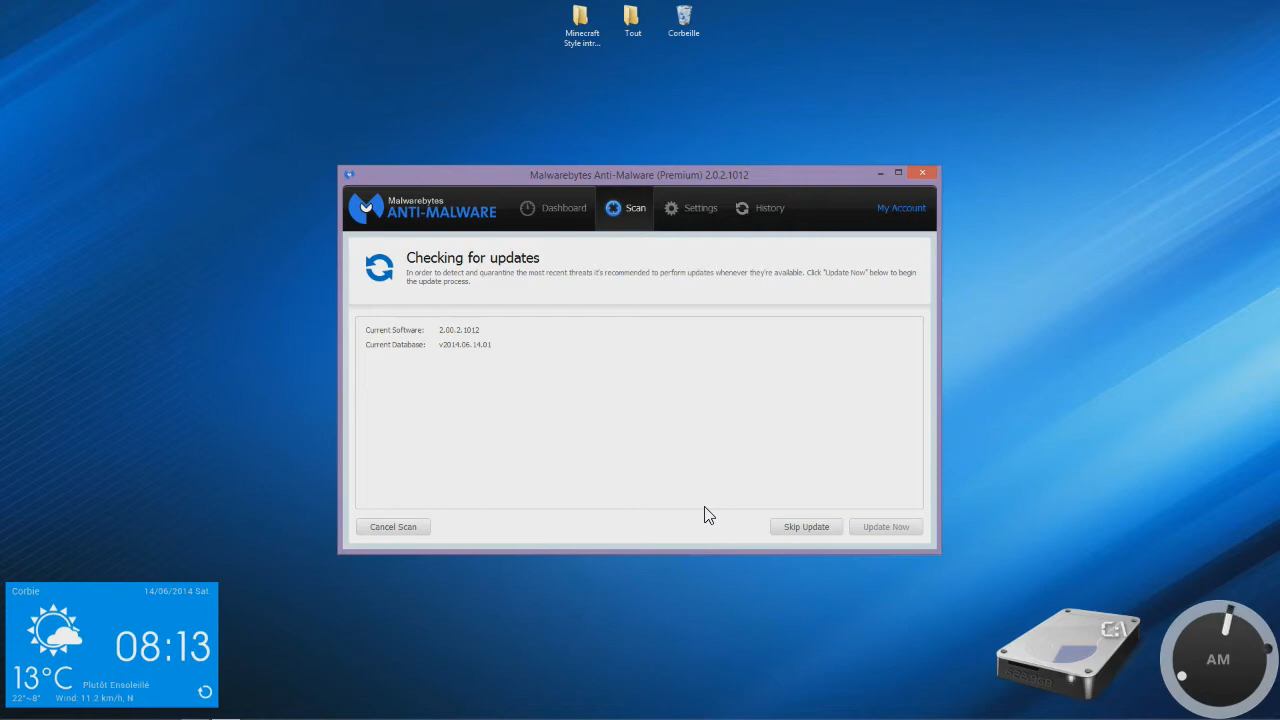 Minecraft
Style intr...
Tout
Corbeille
Malwarebytes Anti-Malware (Premium) 2.0.2.1012
Malwarebytes
ANTI-MALWARE
Dashboard
Scan
Settings
History
My Account
Checking for updates
In order to detect and quarantine the most recent threats it's recommended to perform updates whenever they're available. Click "Update Now" below to begin
the update process.
Current Software: 2.00.2.1012
Current Database: v2014.06.14.01
Cancel Scan
Skip Update
Update Now
Corbie
14/06/2014 Sat
08:13
13°C
Plutôt Ensoleillé
22°~8°
Wind: 11.2 km/h, N
C:\
AM